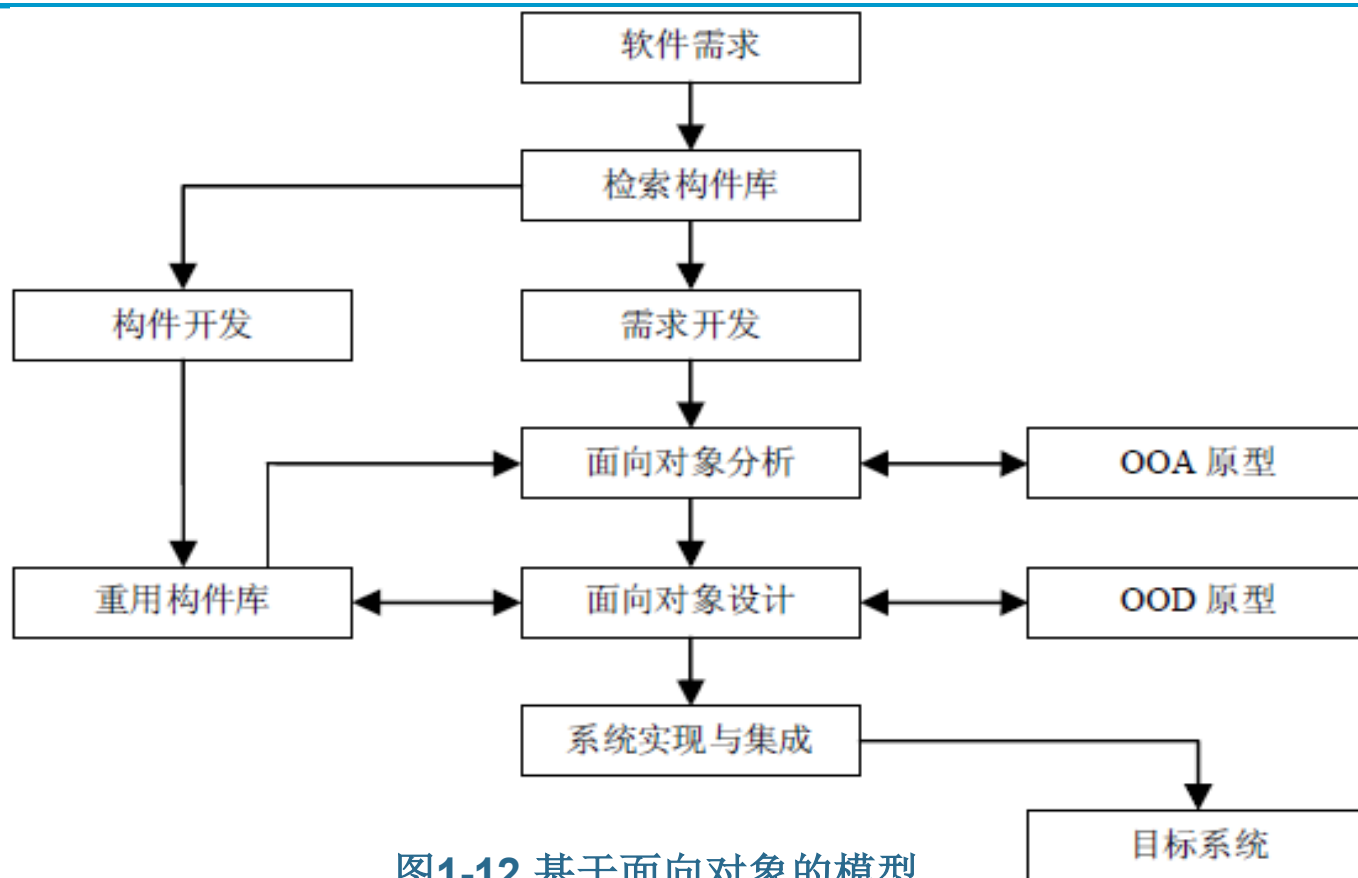 软件需求
检索构件库
构件开发
需求开发
面向对象分析
OOA 原型
重用构件库
面向对象设计
OOD 原型
系统实现与集成
目标系统
图1-12 基于面向对象的模型